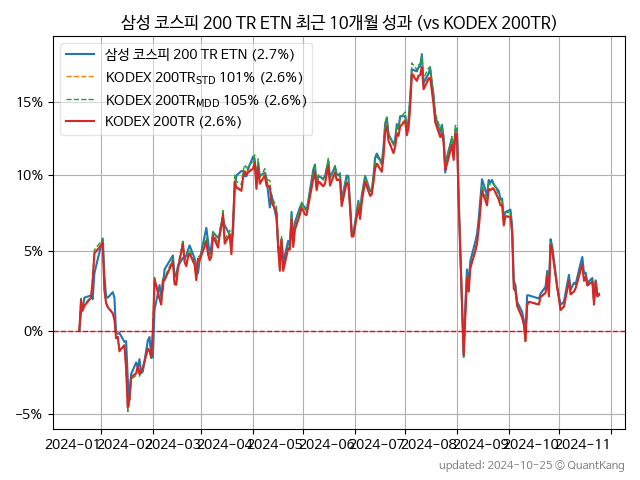 삼성 코스피 200 TR ETN 최근 10개월 성과 (vs KODEX 200TR)
삼성 코스피 200 TR ETN (2.7%)
KODEX 200TR_STD 101% (2.6%)
KODEX 200TR_MDD 105% (2.6%)
KODEX 200TR (2.6%)
15%
10%
5%
0%
−5%
2024-01 2024-02 2024-03 2024-04 2024-05 2024-06 2024-07 2024-08 2024-09 2024-10 2024-11
updated: 2024-10-25 © QuantKang